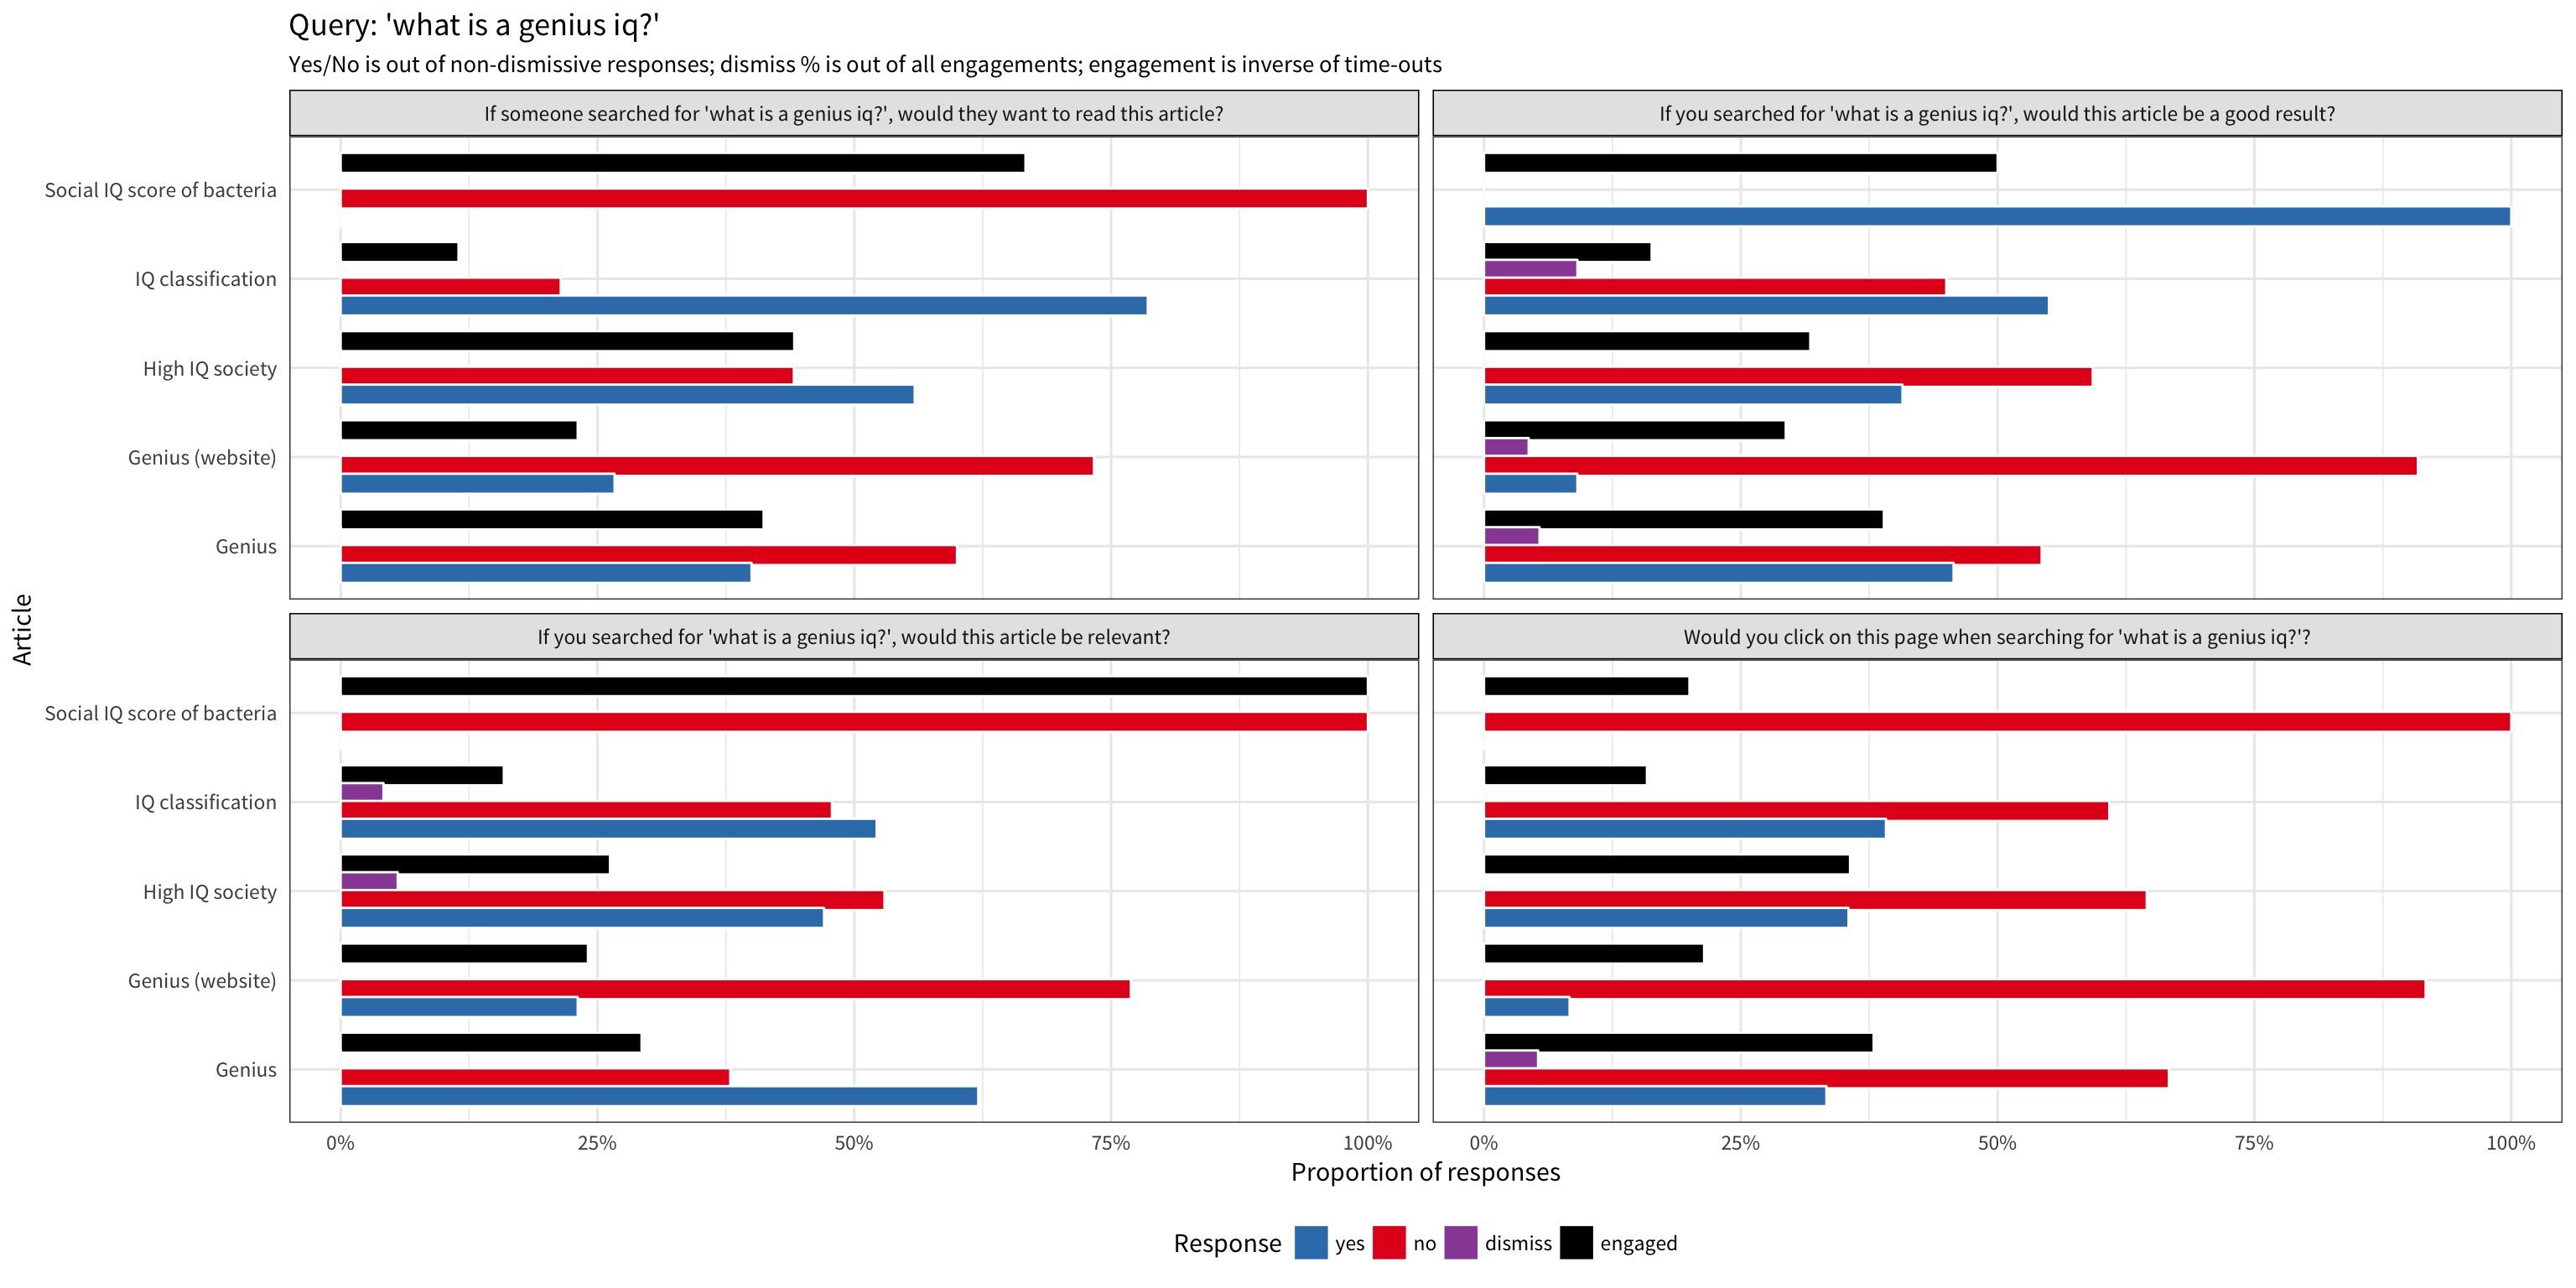 Query: 'what is a genius iq?'
Yes/No is out of non-dismissive responses; dismiss % is out of all engagements; engagement is inverse of time-outs
If someone searched for 'what is a genius iq?', would they want to read this article?
If you searched for 'what is a genius iq?', would this article be a good result?
Social IQ score of bacteria
IQ classification
High IQ society
Genius (website)
Genius
Article
If you searched for 'what is a genius iq?', would this article be relevant?
Would you click on this page when searching for 'what is a genius iq?'?
Social IQ score of bacteria
IQ classification
High IQ society
Genius (website)
Genius
0% 25% 50% 75% 100% 0% 25% 50% 75% 100%
Proportion of responses
Response yes no dismiss engaged